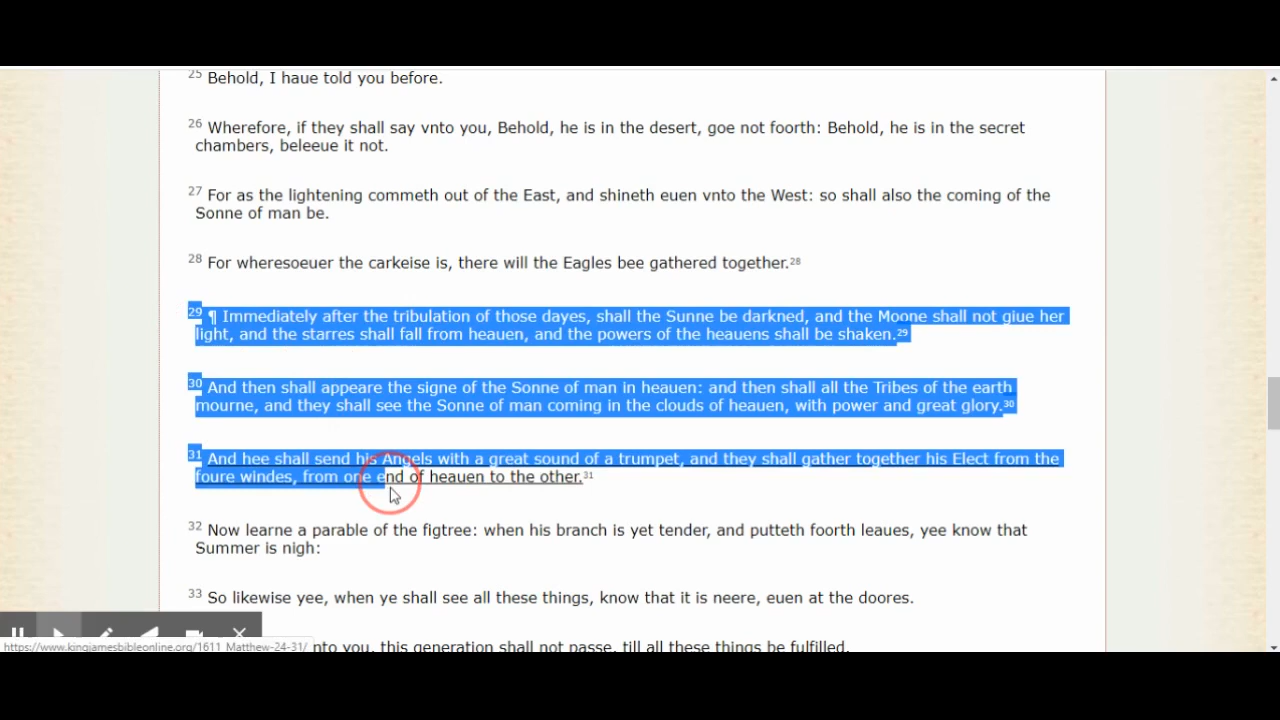 25 Behold, I haue told you before.
26 Wherefore, if they shall say vnto you, Behold, he is in the desert, goe not foorth: Behold, he is in the secret
chambers, beleeue it not.
27 For as the lightening commeth out of the East, and shineth euen vnto the West: so shall also the coming of the
Sonne of man be.
28 For wheresoeuer the carkeise is, there will the Eagles bee gathered together.28
29 ¶ Immediately after the tribulation of those dayes, shall the Sunne be darkned, and the Moone shall not giue her
light, and the starres shall fall from heauen, and the powers of the heauens shall be shaken.29
30 And then shall appeare the signe of the Sonne of man in heauen: and then shall all the Tribes of the earth
mourne, and they shall see the Sonne of man coming in the clouds of heauen, with power and great glory.30
31 And hee shall send his Angels with a great sound of a trumpet, and they shall gather together his Elect from the
foure windes, from one end of heauen to the other.31
32 Now learne a parable of the figtree: when his branch is yet tender, and putteth foorth leaues, yee know that
Summer is nigh:
33 So likewise yee, when ye shall see all these things, know that it is neere, euen at the doores.
nto you, this generation shall not passe, till all these things be fulfilled.
https://www.kingjamesbibleonline.org/1611_Matthew-24-31/